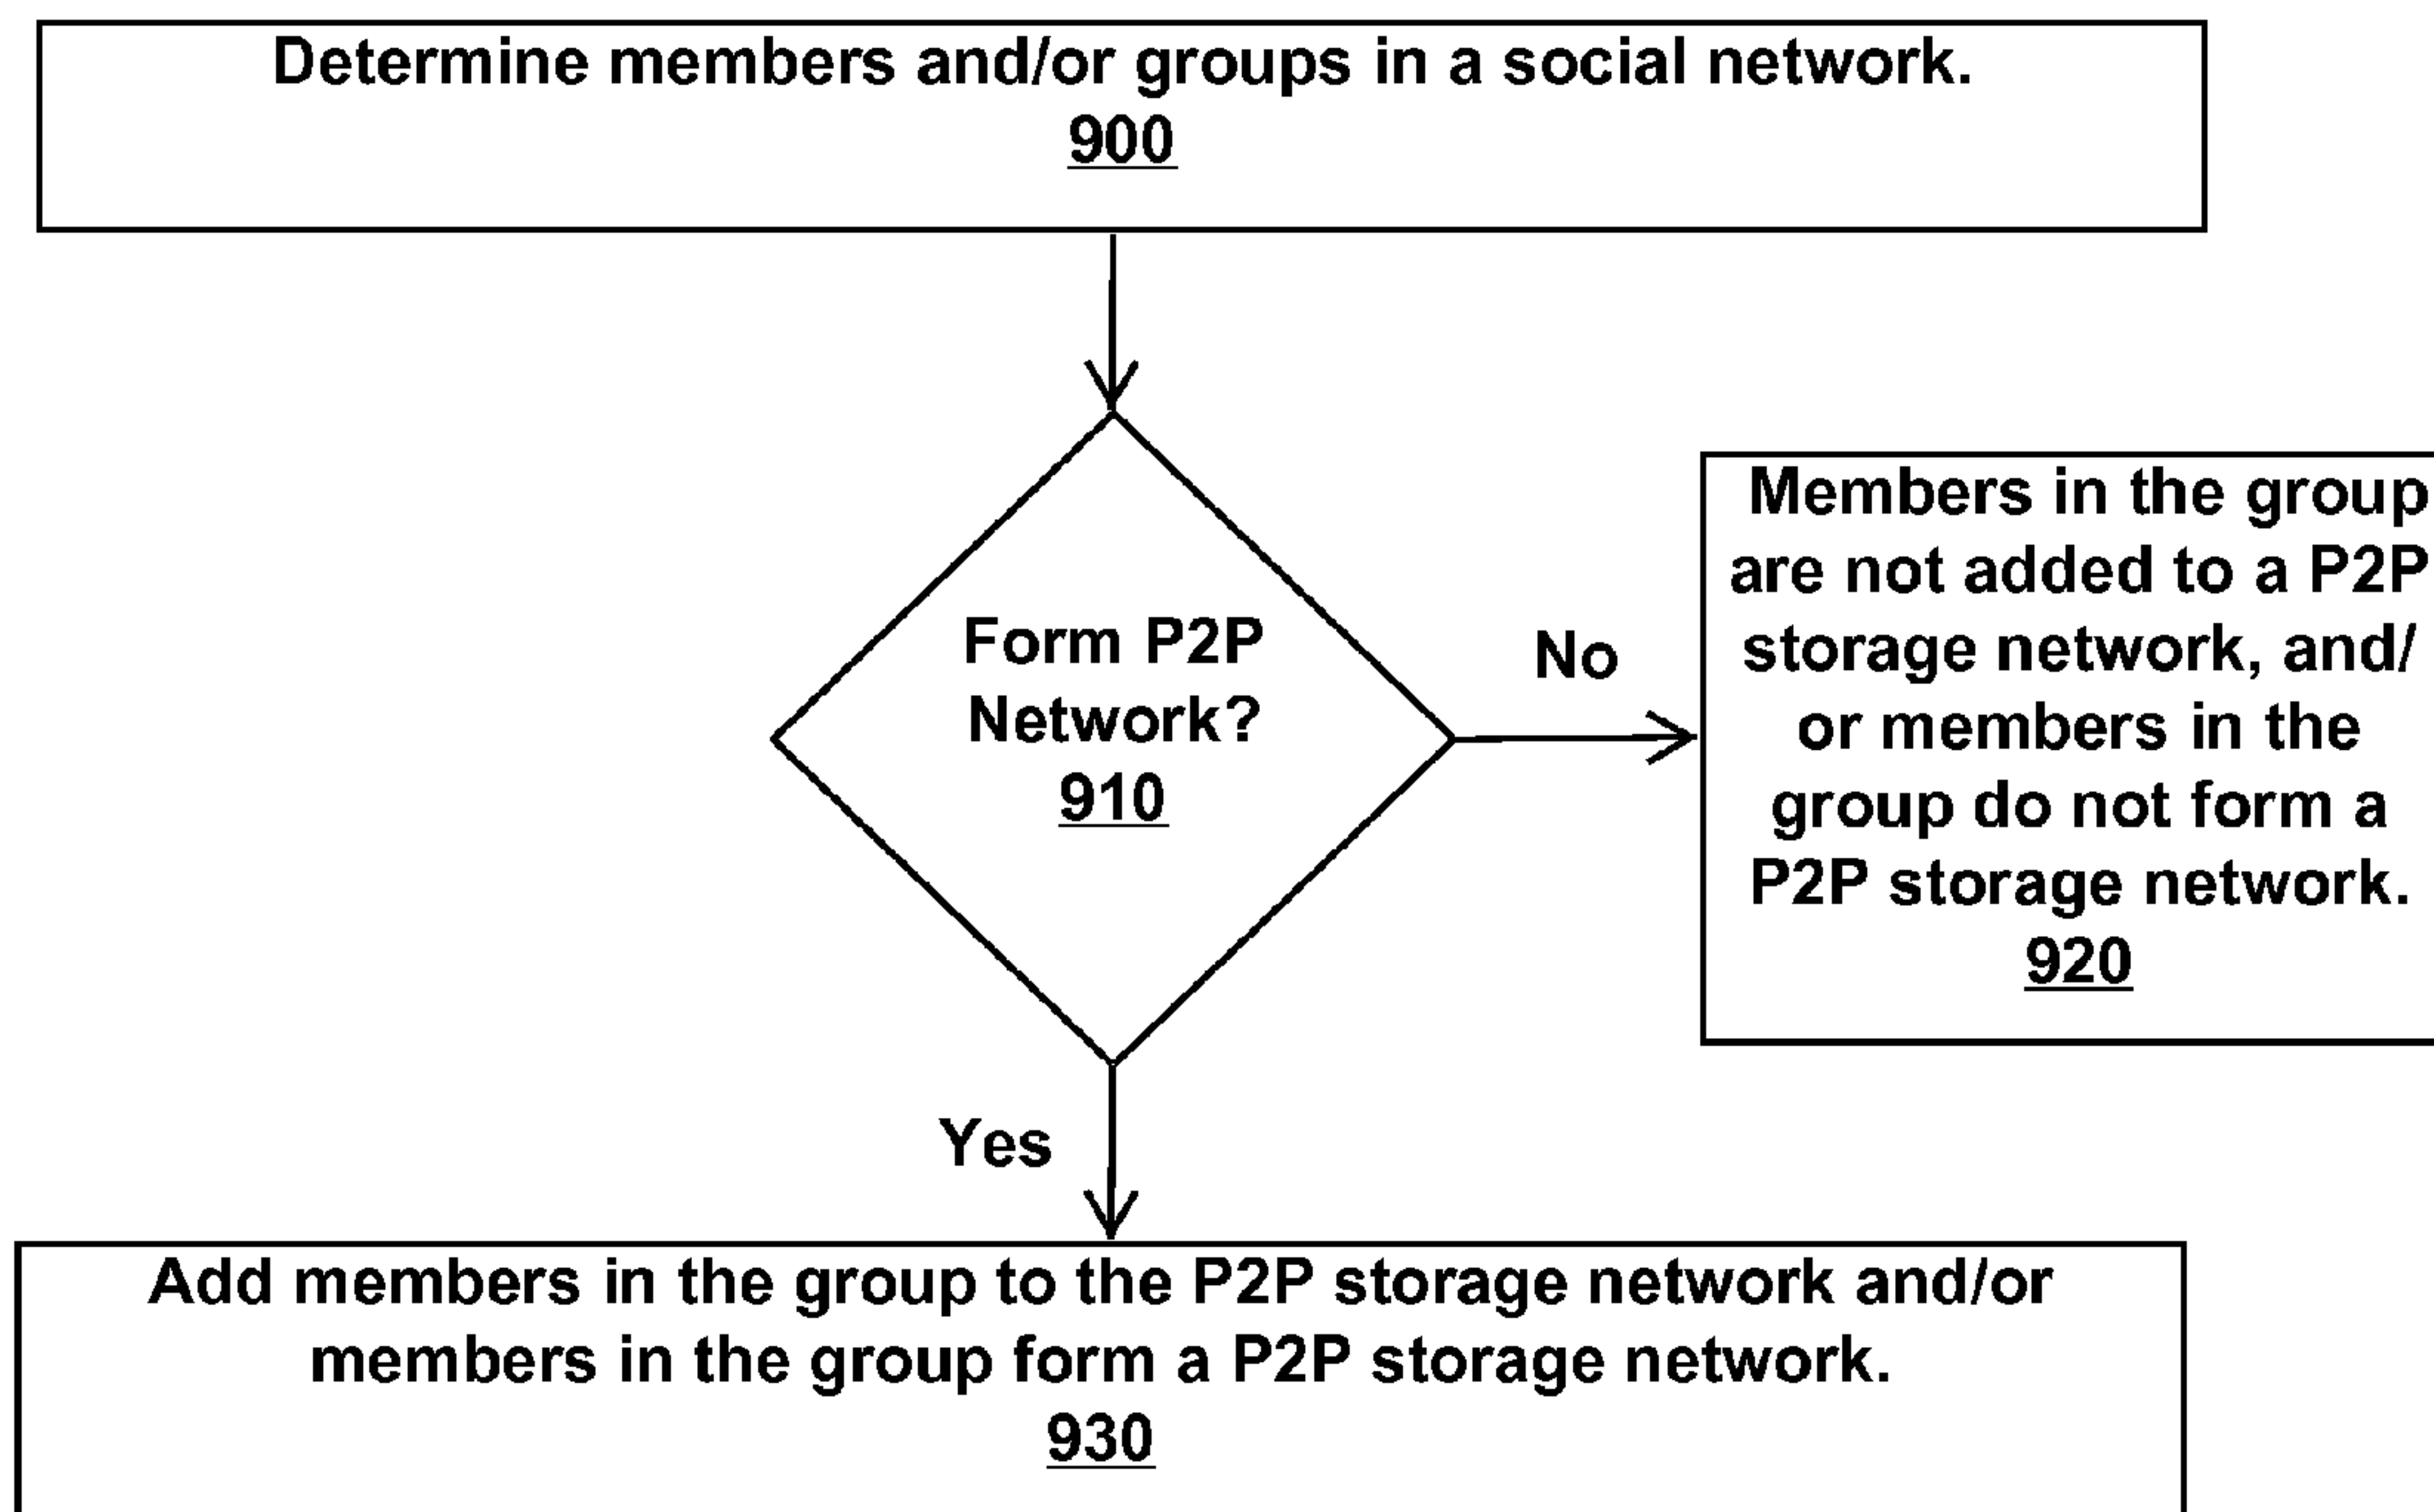 Determine members and/or groups in a social network.
900
Form P2P
Network?
910
No
Members in the group
are not added to a P2P
storage network, and/
or members in the
group do not form a
P2P storage network.
920
Yes
Add members in the group to the P2P storage network and/or
members in the group form a P2P storage network.
930